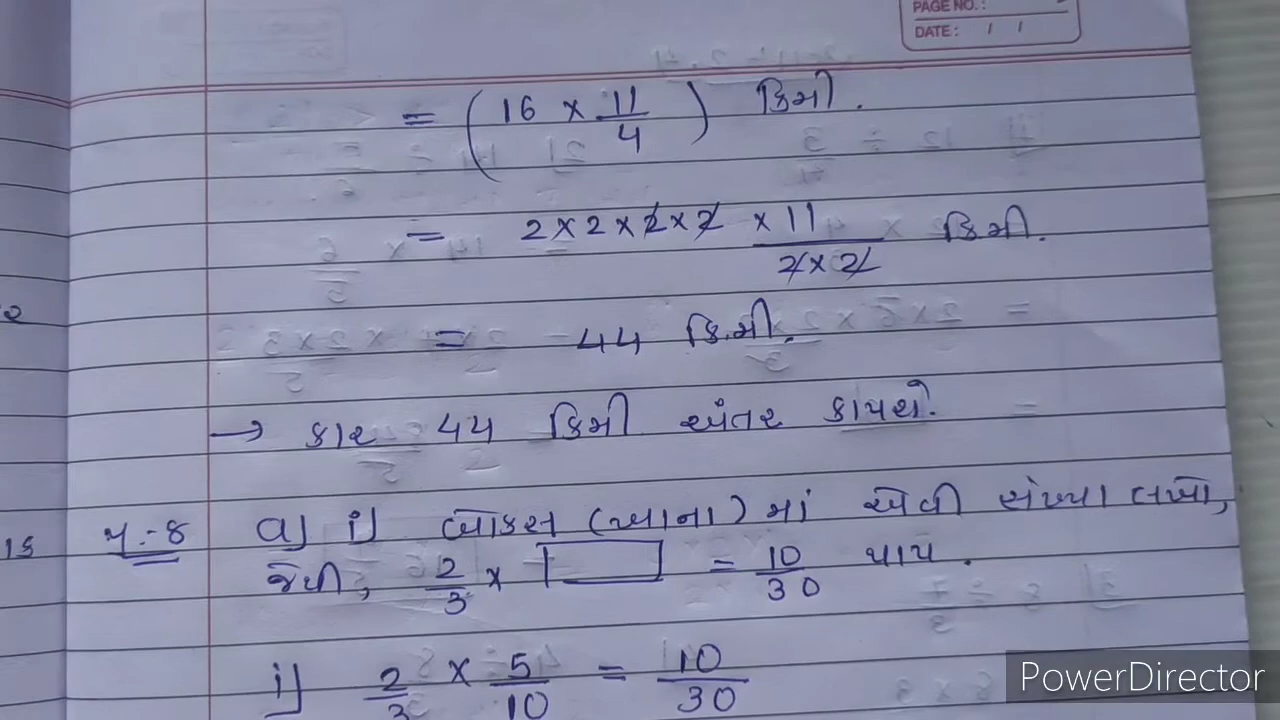 PAGE NO.:
DATE: / /
= ( 16 × 11/4 ) કિમી.
= 2×2×2×2 × 11 / 2×2 કિમી.
= 44 કિ.મી.
→ કાર 44 કિમી અંતર કાપશે.
પ્ર.-8 a) i) બોક્સ (ખાના) માં એવી સંખ્યા લખો,
જેથી, 2/3 × □ = 10/30 થાય.
i) 2/3 × 5/10 = 10/30
PowerDirector